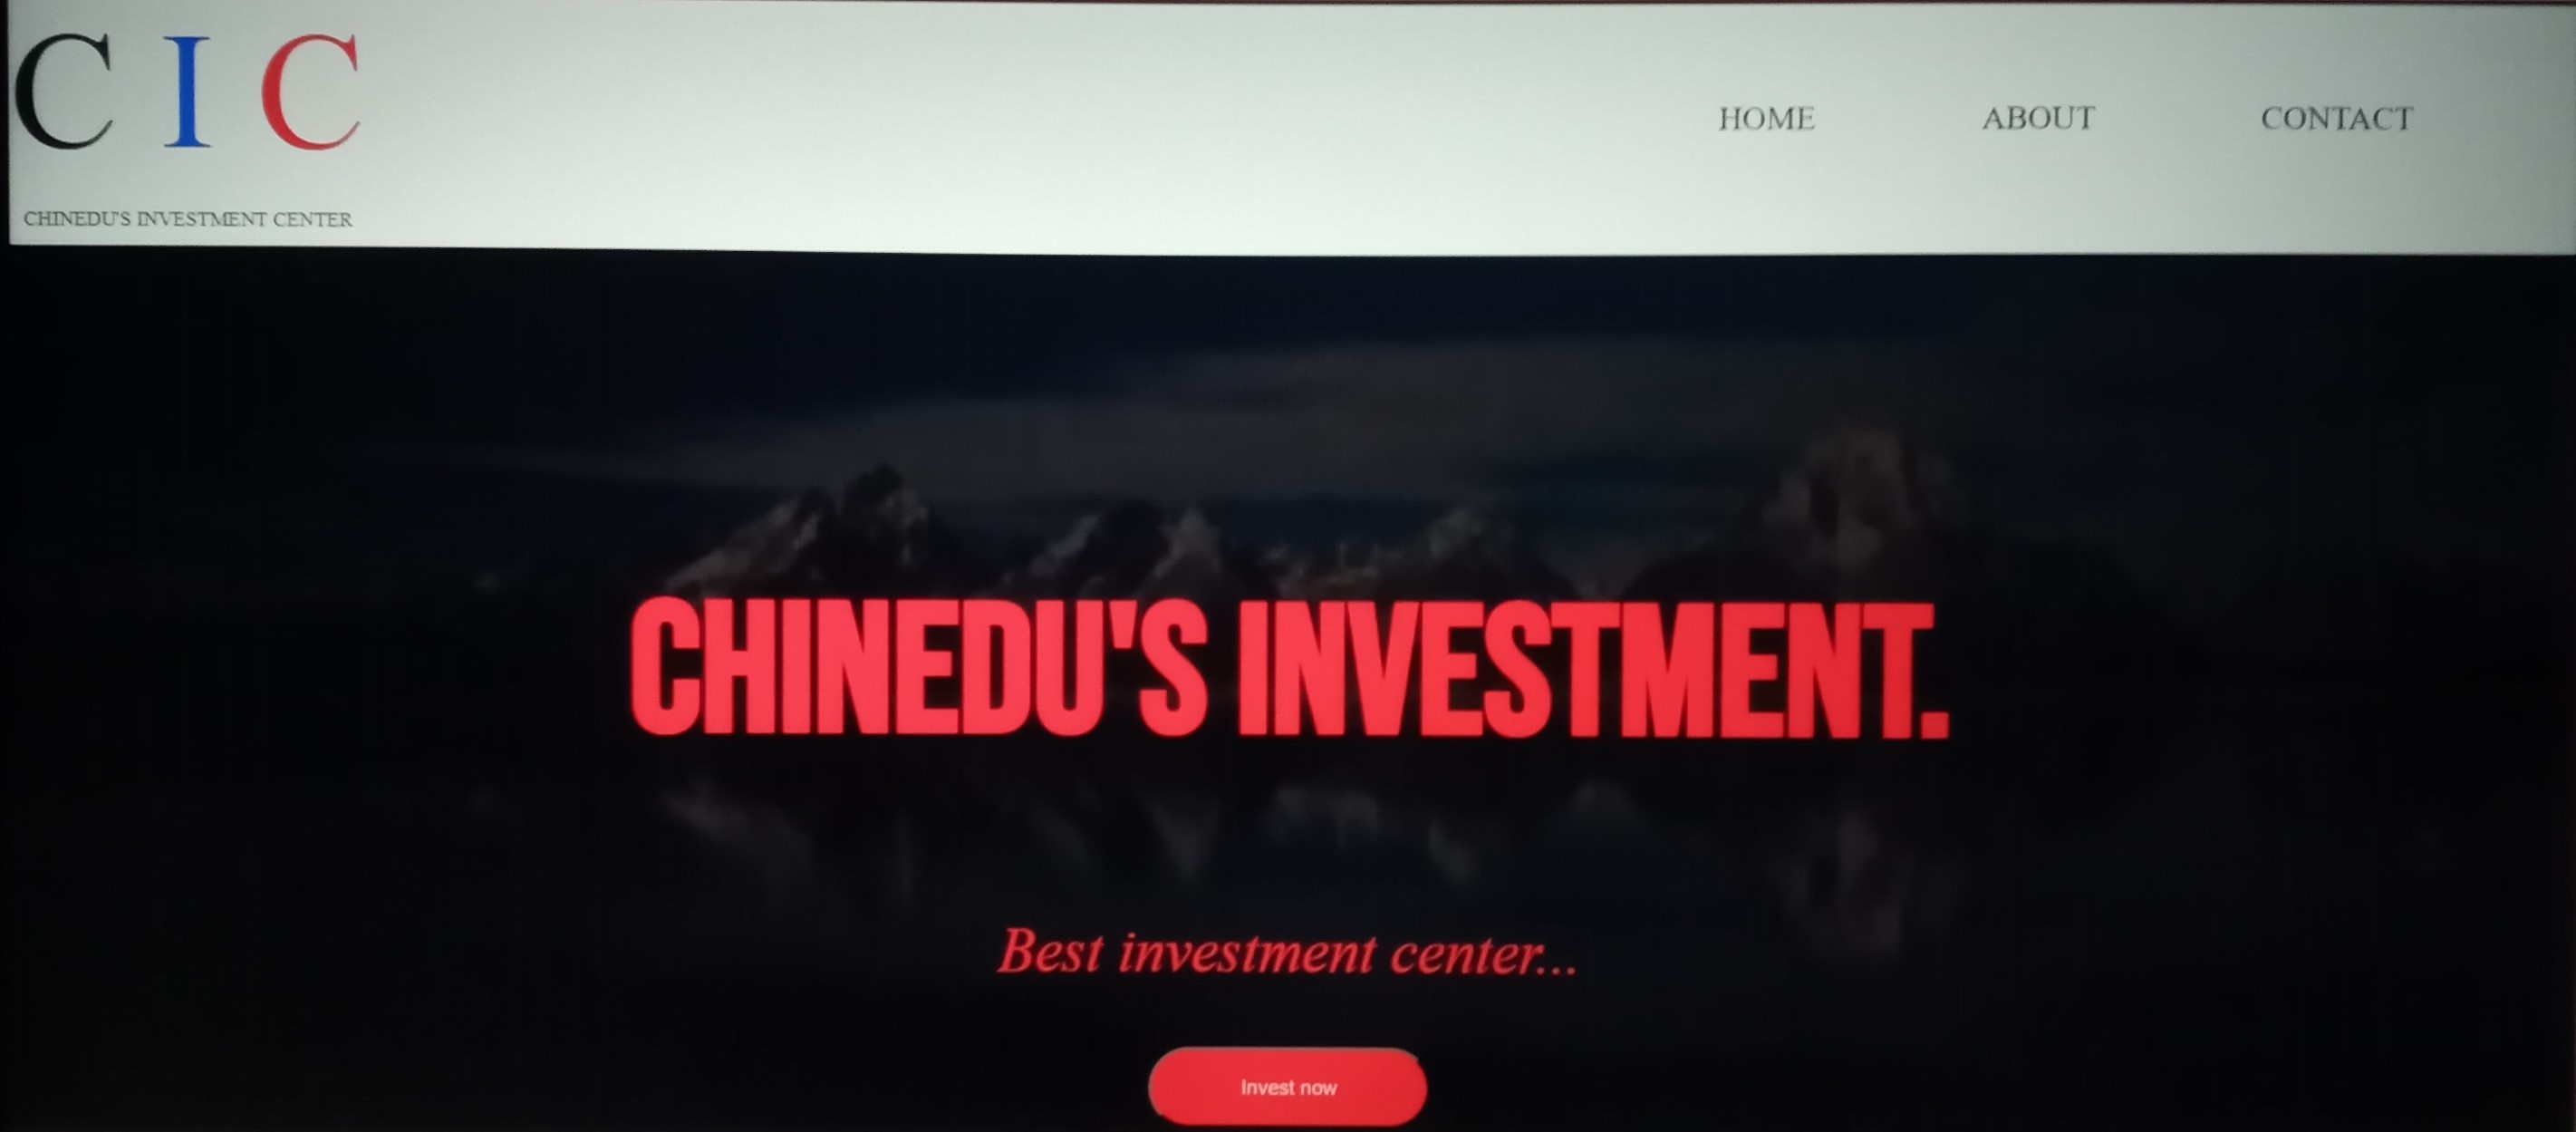 C I C
CHINEDU'S INVESTMENT CENTER
HOME ABOUT CONTACT
CHINEDU'S INVESTMENT.
Best investment center...
Invest now